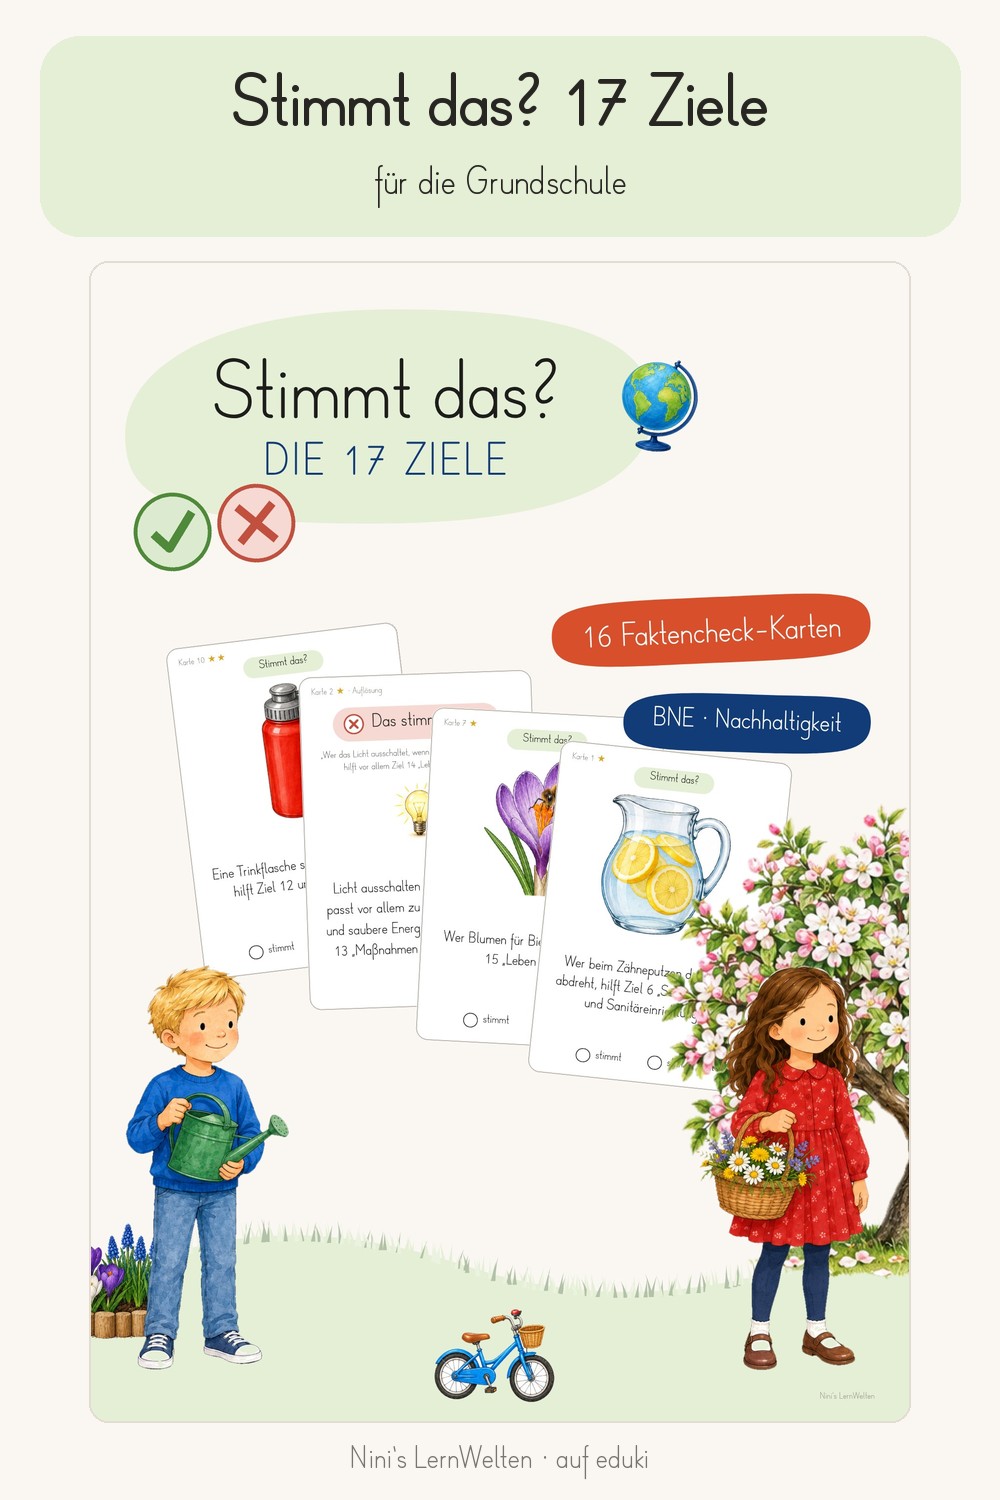 Stimmt das? 17 Ziele
für die Grundschule
Stimmt das?
DIE 17 ZIELE
16 Faktencheck-Karten
BNE · Nachhaltigkeit
Karte 10 ★★
Stimmt das?
Eine Trinkflasche
hilft Ziel 12
stimmt
Karte 2 ★ · Auflösung
Das
„Wer das Licht ausschaltet, wenn
hilft vor allem Ziel 14
Licht ausschalten
passt vor allem zu
und saubere
13 „Maßnahmen
Karte 7 ★
Stimmt das?
Wer Blumen für
15 „Leben
stimmt
Karte 1 ★
Stimmt das?
Wer beim Zähneputzen
abdreht, hilft Ziel 6
und
stimmt
Nini's LernWelten
Nini's LernWelten · auf eduki